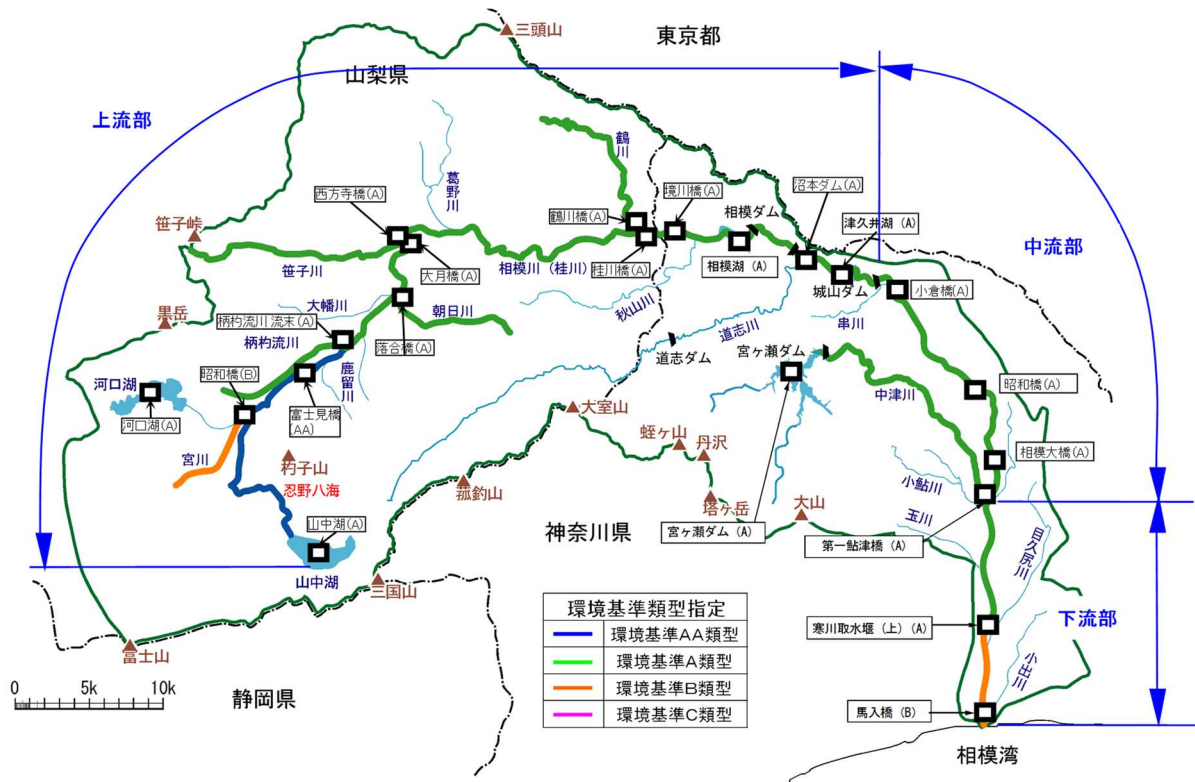 三頭山
東京都
山梨県
上流部
鶴川
葛野川
境川橋(A)
沼本ダム(A)
西方寺橋(A)
鶴川橋(A)
相模ダム
津久井湖 (A)
中流部
笹子峠
笹子川
大月橋(A)
相模川（桂川）
桂川橋(A)
相模湖 (A)
城山ダム
小倉橋(A)
大幡川
朝日川
秋山川
道志川
串川
黒岳
柄杓流川 流末(A)
柄杓流川
落合橋(A)
道志ダム
宮ヶ瀬ダム
昭和橋(B)
鹿留川
河口湖
河口湖(A)
富士見橋
(AA)
中津川
昭和橋(A)
大室山
宮川
杓子山
忍野八海
蛭ヶ山
丹沢
相模大橋(A)
菰釣山
塔ヶ岳
大山
小鮎川
玉川
山中湖(A)
神奈川県
宮ヶ瀬ダム (A)
第一鮎津橋 (A)
目久尻川
山中湖
三国山
環境基準類型指定
環境基準AA類型
環境基準A類型
環境基準B類型
環境基準C類型
寒川取水堰 (上) (A)
下流部
富士山
小出川
0 5k 10k
静岡県
馬入橋 (B)
相模湾